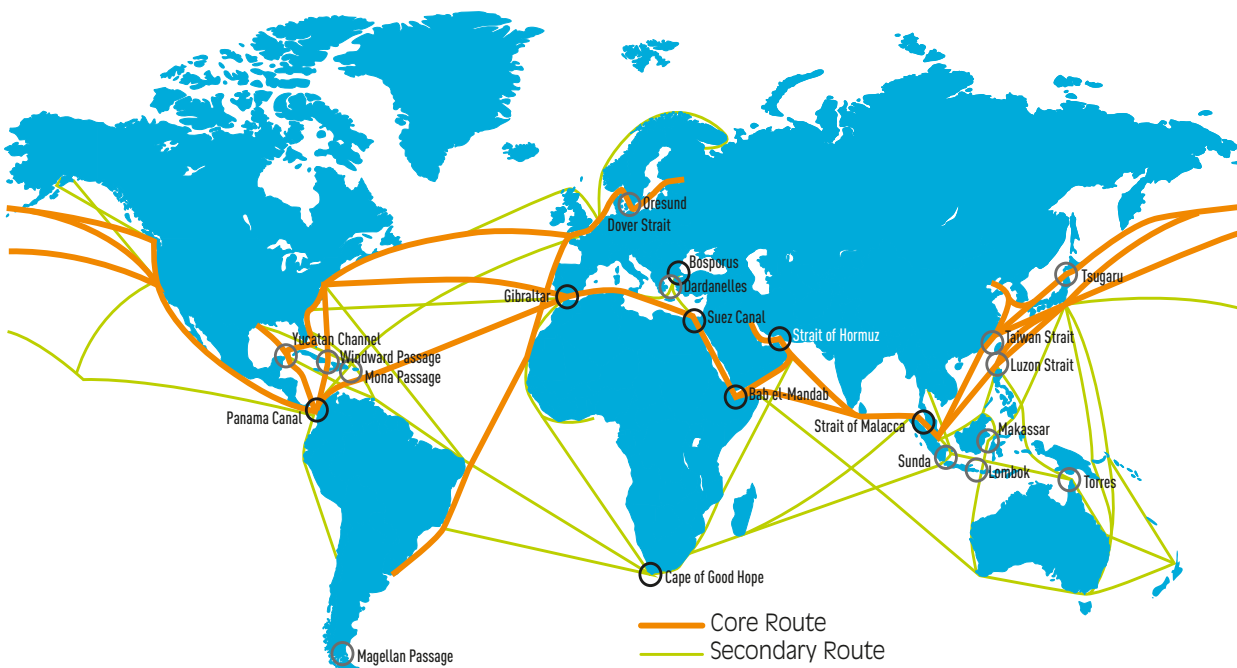 Oresund
Dover Strait
Bosporus
Dardanelles
Tsugaru
Gibraltar
Suez Canal
Strait of Hormuz
Taiwan Strait
Yucatan Channel
Windward Passage
Luzon Strait
Mona Passage
Bab el-Mandab
Panama Canal
Strait of Malacca
Makassar
Sunda
Lombok
Torres
Cape of Good Hope
Core Route
Secondary Route
Magellan Passage